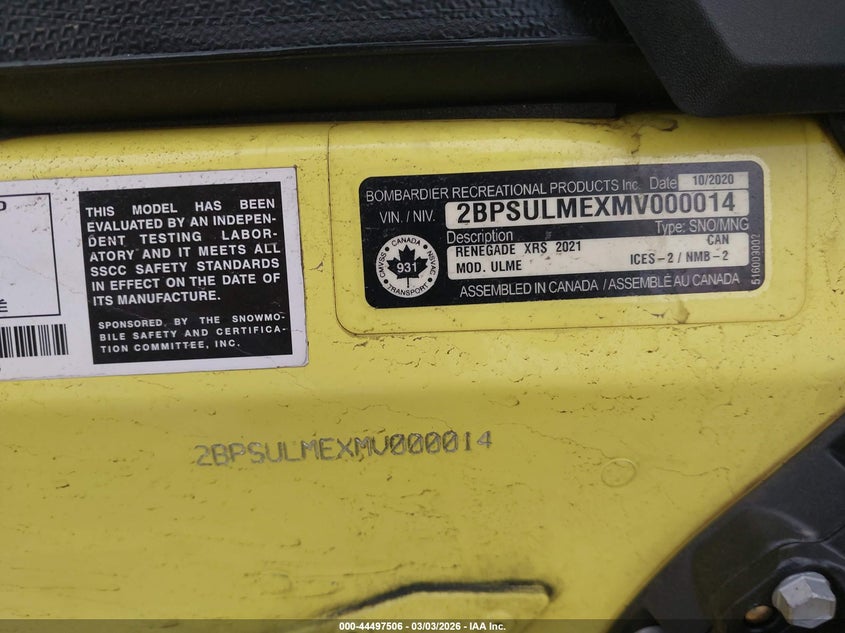 THIS MODEL HAS BEEN
EVALUATED BY AN INDEPEN-
DENT TESTING LABOR-
ATORY AND IT MEETS ALL
SSCC SAFETY STANDARDS
IN EFFECT ON THE DATE OF
ITS MANUFACTURE.
SPONSORED BY THE SNOWMO-
BILE SAFETY AND CERTIFICA-
TION COMMITTEE, INC.
BOMBARDIER RECREATIONAL PRODUCTS Inc. Date 10/2020
VIN. / NIV. 2BPSULMEXMV000014
Description Type: SNO/MNG
RENEGADE XRS 2021 CAN
MOD. ULME ICES-2 / NMB-2
CANADA
CMVSS 931 NSVAC
TRANSPORT
ASSEMBLED IN CANADA / ASSEMBLÉ AU CANADA
516009002
2BPSULMEXMV000014
000-44497506 - 03/03/2026 - IAA Inc.